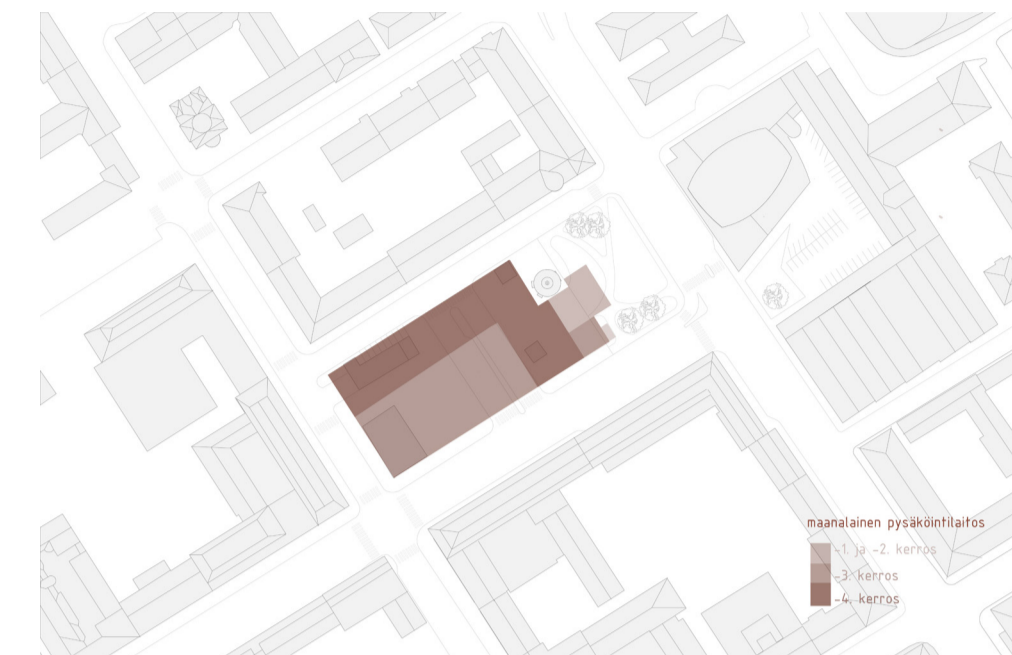 maanalainen pysäköintilaitos
-1. ja -2. kerros
-3. kerros
-4. kerros